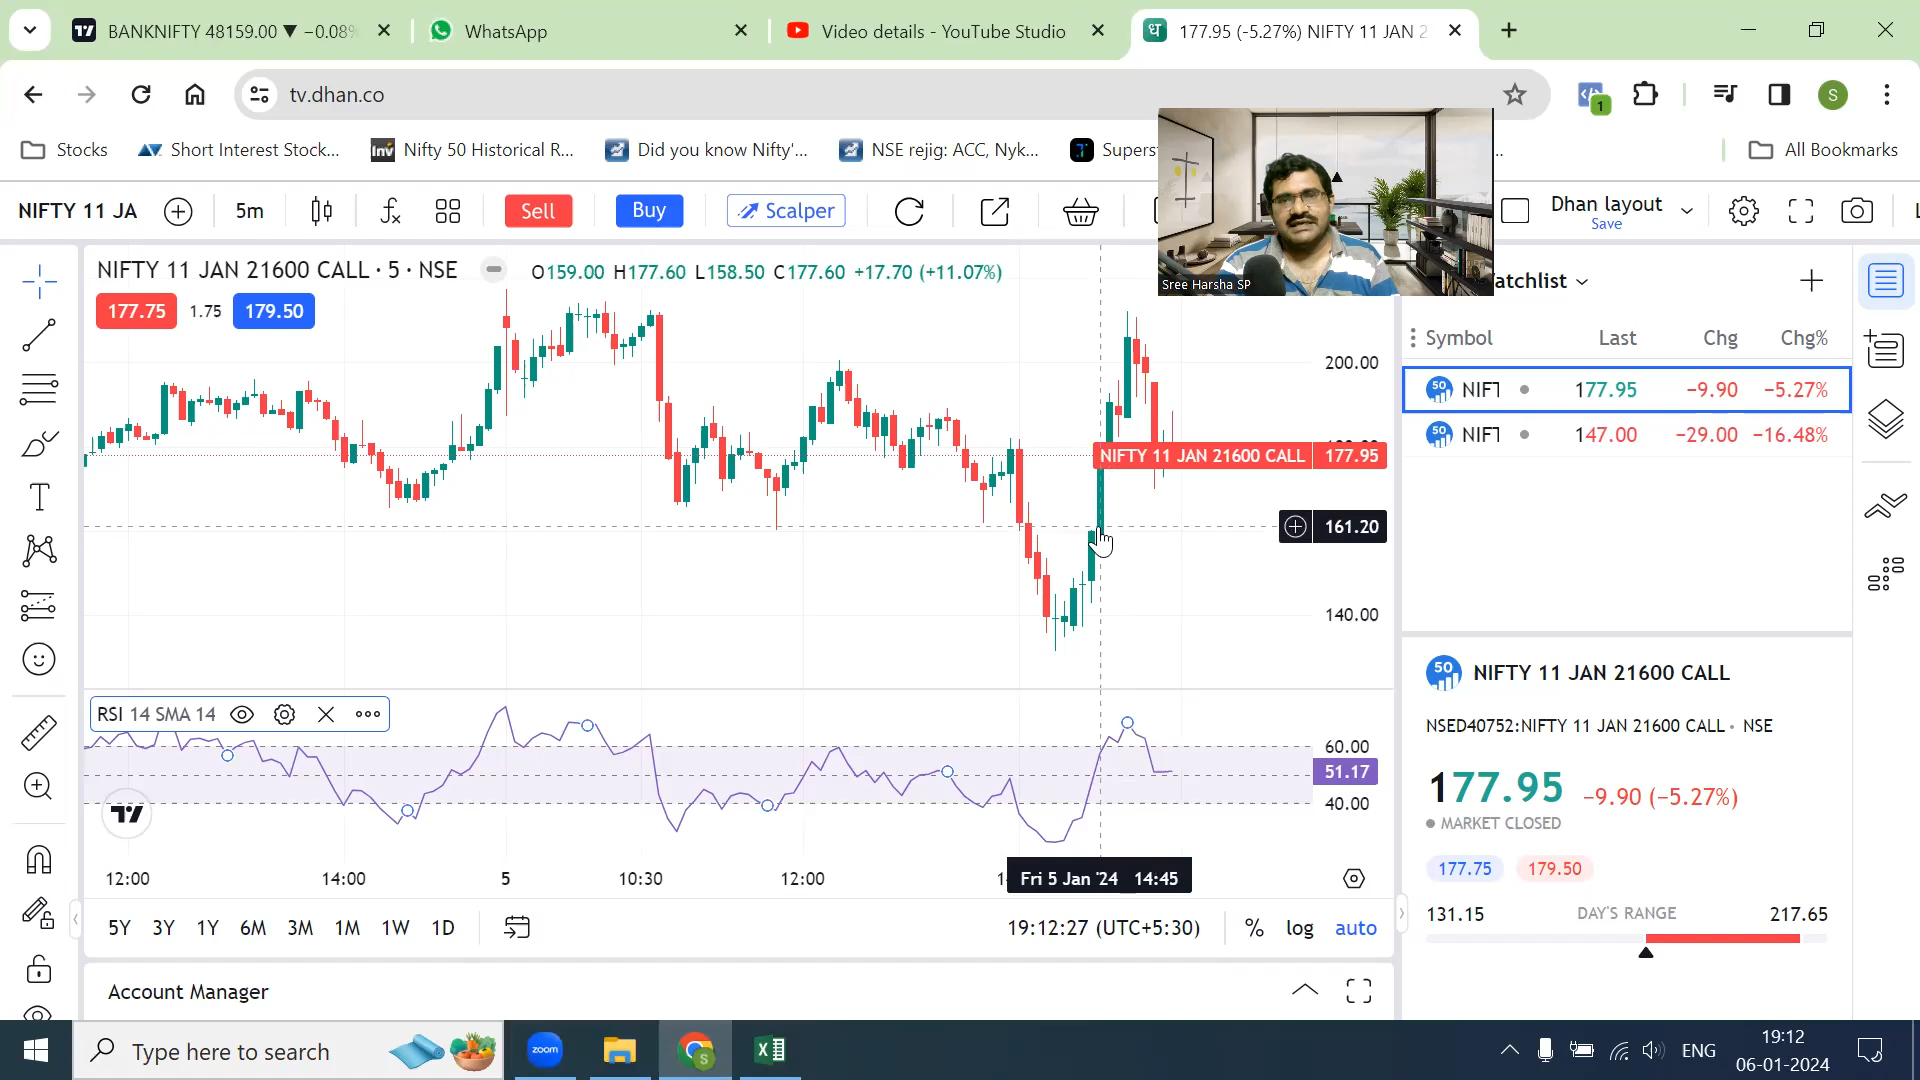 BANKNIFTY 48159.00 ▼ −0.08%
WhatsApp
Video details - YouTube Studio
177.95 (-5.27%) NIFTY 11 JAN 2
tv.dhan.co
1
S
Stocks
Short Interest Stock...
Inv
Nifty 50 Historical R...
Did you know Nifty'...
NSE rejig: ACC, Nyk...
All Bookmarks
NIFTY 11 JA
5m
Sell
Buy
Scalper
Dhan layout
Save
Sree Harsha SP
NIFTY 11 JAN 21600 CALL · 5 · NSE
O159.00 H177.60 L158.50 C177.60 +17.70 (+11.07%)
177.75 1.75 179.50
200.00
NIFTY 11 JAN 21600 CALL 177.95
161.20
140.00
RSI 14 SMA 14
60.00
51.17
40.00
12:00
14:00
5
10:30
12:00
Fri 5 Jan '24 14:45
5Y 3Y 1Y 6M 3M 1M 1W 1D
19:12:27 (UTC+5:30)
% log auto
Account Manager
Symbol Last Chg Chg%
50 NIFT 177.95 −9.90 −5.27%
50 NIFT 147.00 −29.00 −16.48%
50 NIFTY 11 JAN 21600 CALL
NSED40752:NIFTY 11 JAN 21600 CALL · NSE
177.95 −9.90 (−5.27%)
MARKET CLOSED
177.75 179.50
131.15 DAY'S RANGE 217.65
Type here to search
zoom
S
ENG
19:12
06-01-2024